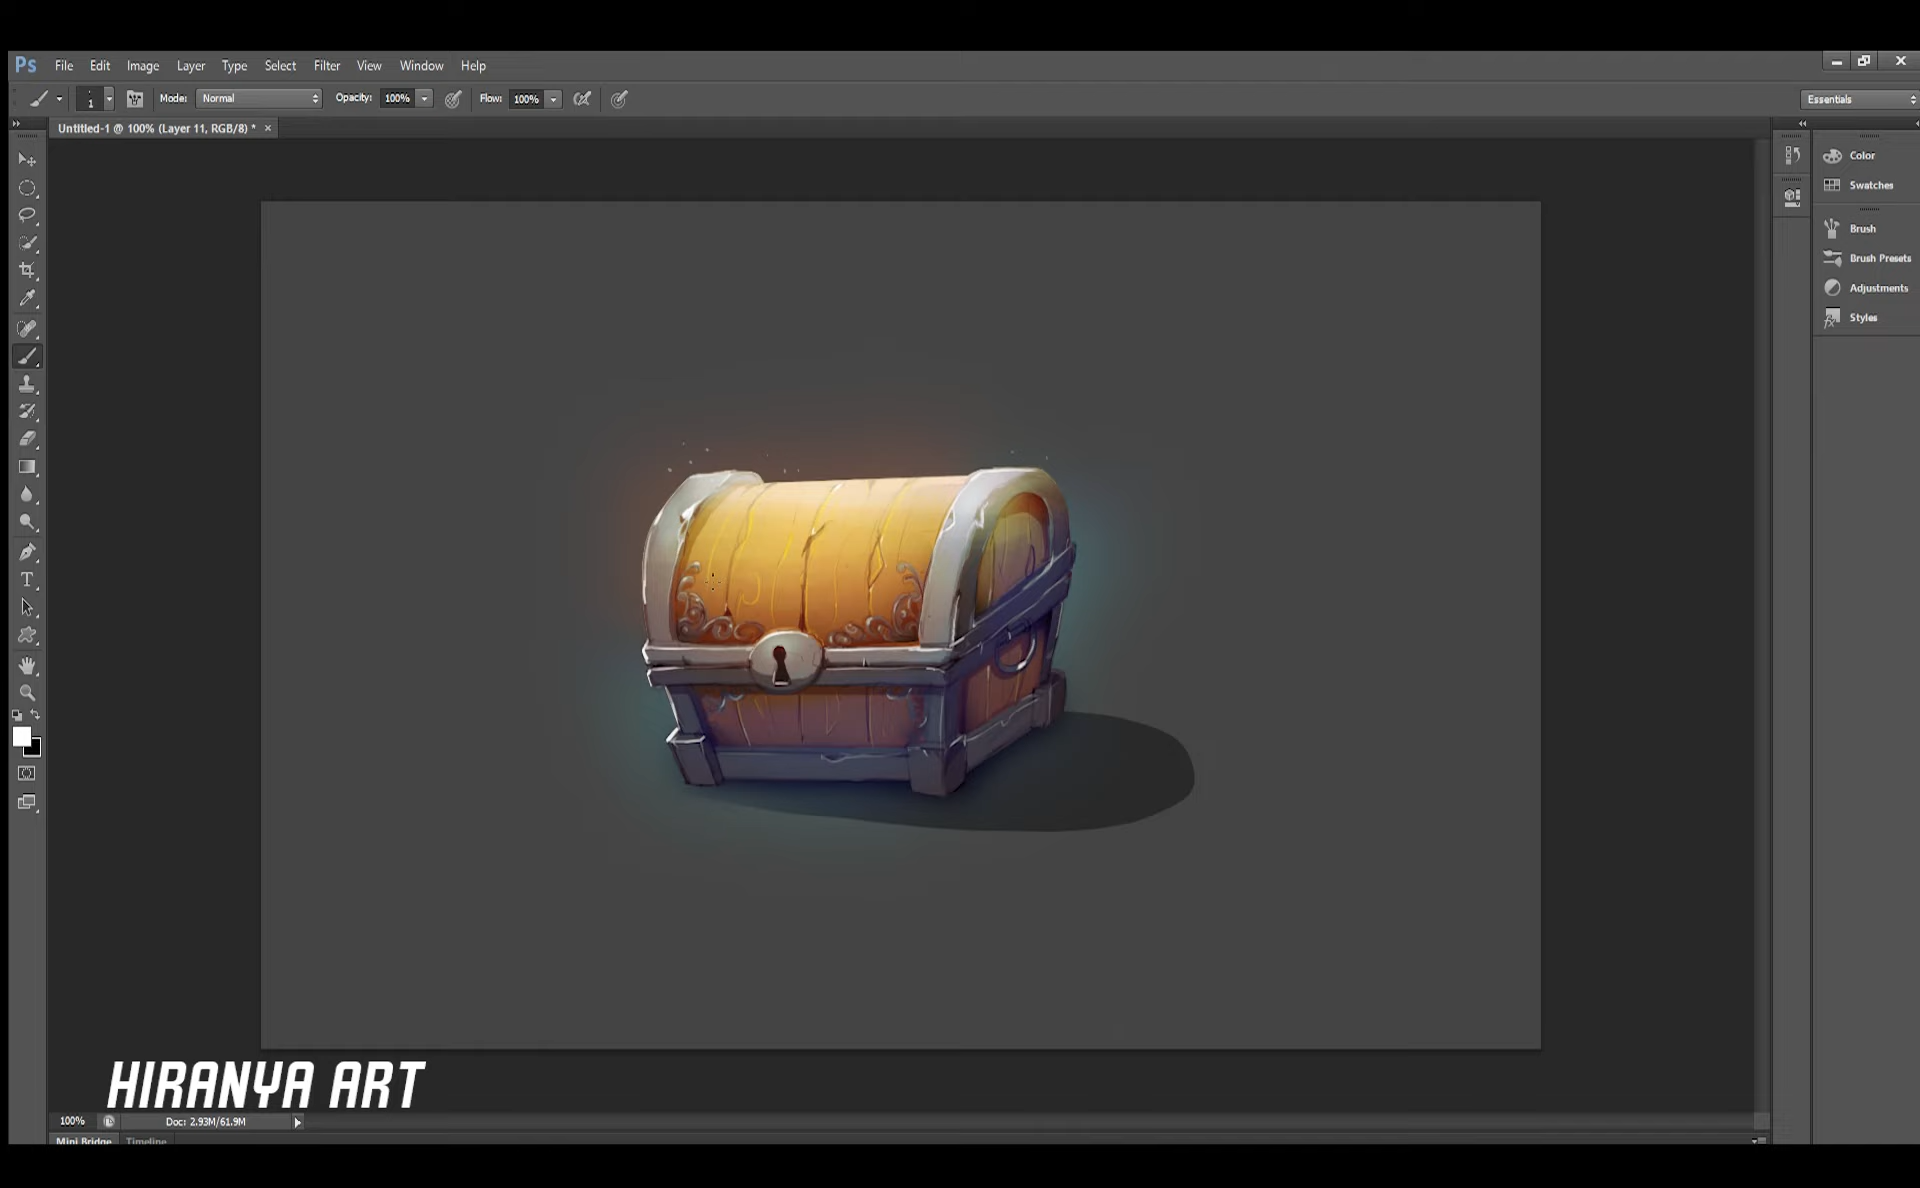 Ps File Edit Image Layer Type Select Filter View Window Help
1 Mode: Normal Opacity: 100% Flow: 100% Essentials
Untitled-1 @ 100% (Layer 11, RGB/8) * ×
Color
Swatches
Brush
Brush Presets
Adjustments
Styles
HIRANYA ART
100% Doc: 2.93M/61.9M
Mini Bridge Timeline